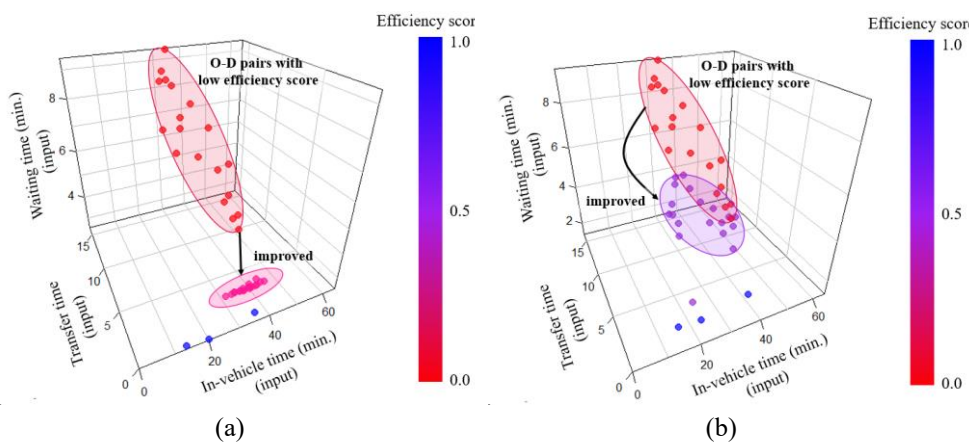 Efficiency score
1.0
0.5
0.0
O-D pairs with
low efficiency score
improved
Waiting time (min.)
(input)
8
6
4
Transfer time
(input)
15
10
5
0
In-vehicle time (min.)
(input)
0
20
40
60
(a)
Efficiency score
1.0
0.5
0.0
O-D pairs with
low efficiency score
improved
Waiting time (min.)
(input)
8
6
4
2
Transfer time
(input)
15
10
5
0
In-vehicle time (min.)
(input)
0
20
40
60
(b)